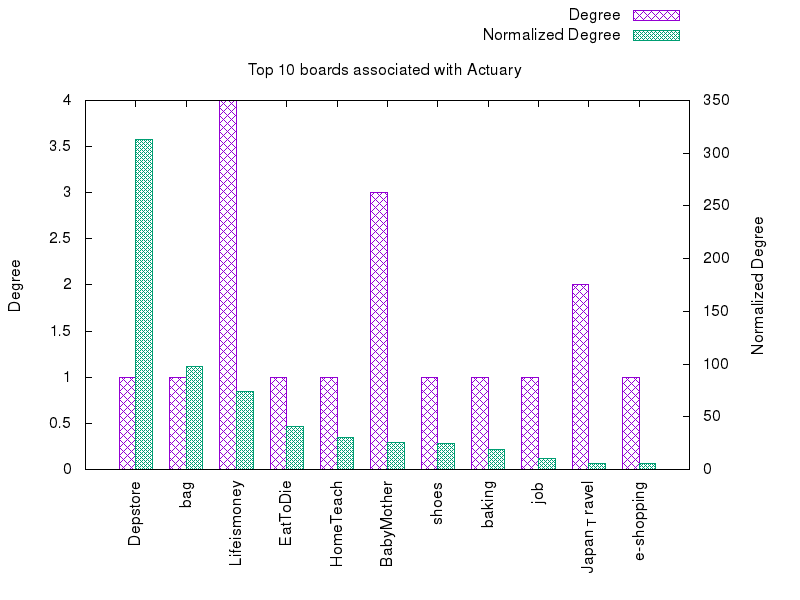 Degree
Normalized Degree
Top 10 boards associated with Actuary
4
3.5
3
2.5
2
1.5
1
0.5
0
350
300
250
200
150
100
50
0
Degree
Normalized Degree
Depstore
bag
Lifeismoney
EatToDie
HomeTeach
BabyMother
shoes
baking
job
Japan T ravel
e-shopping